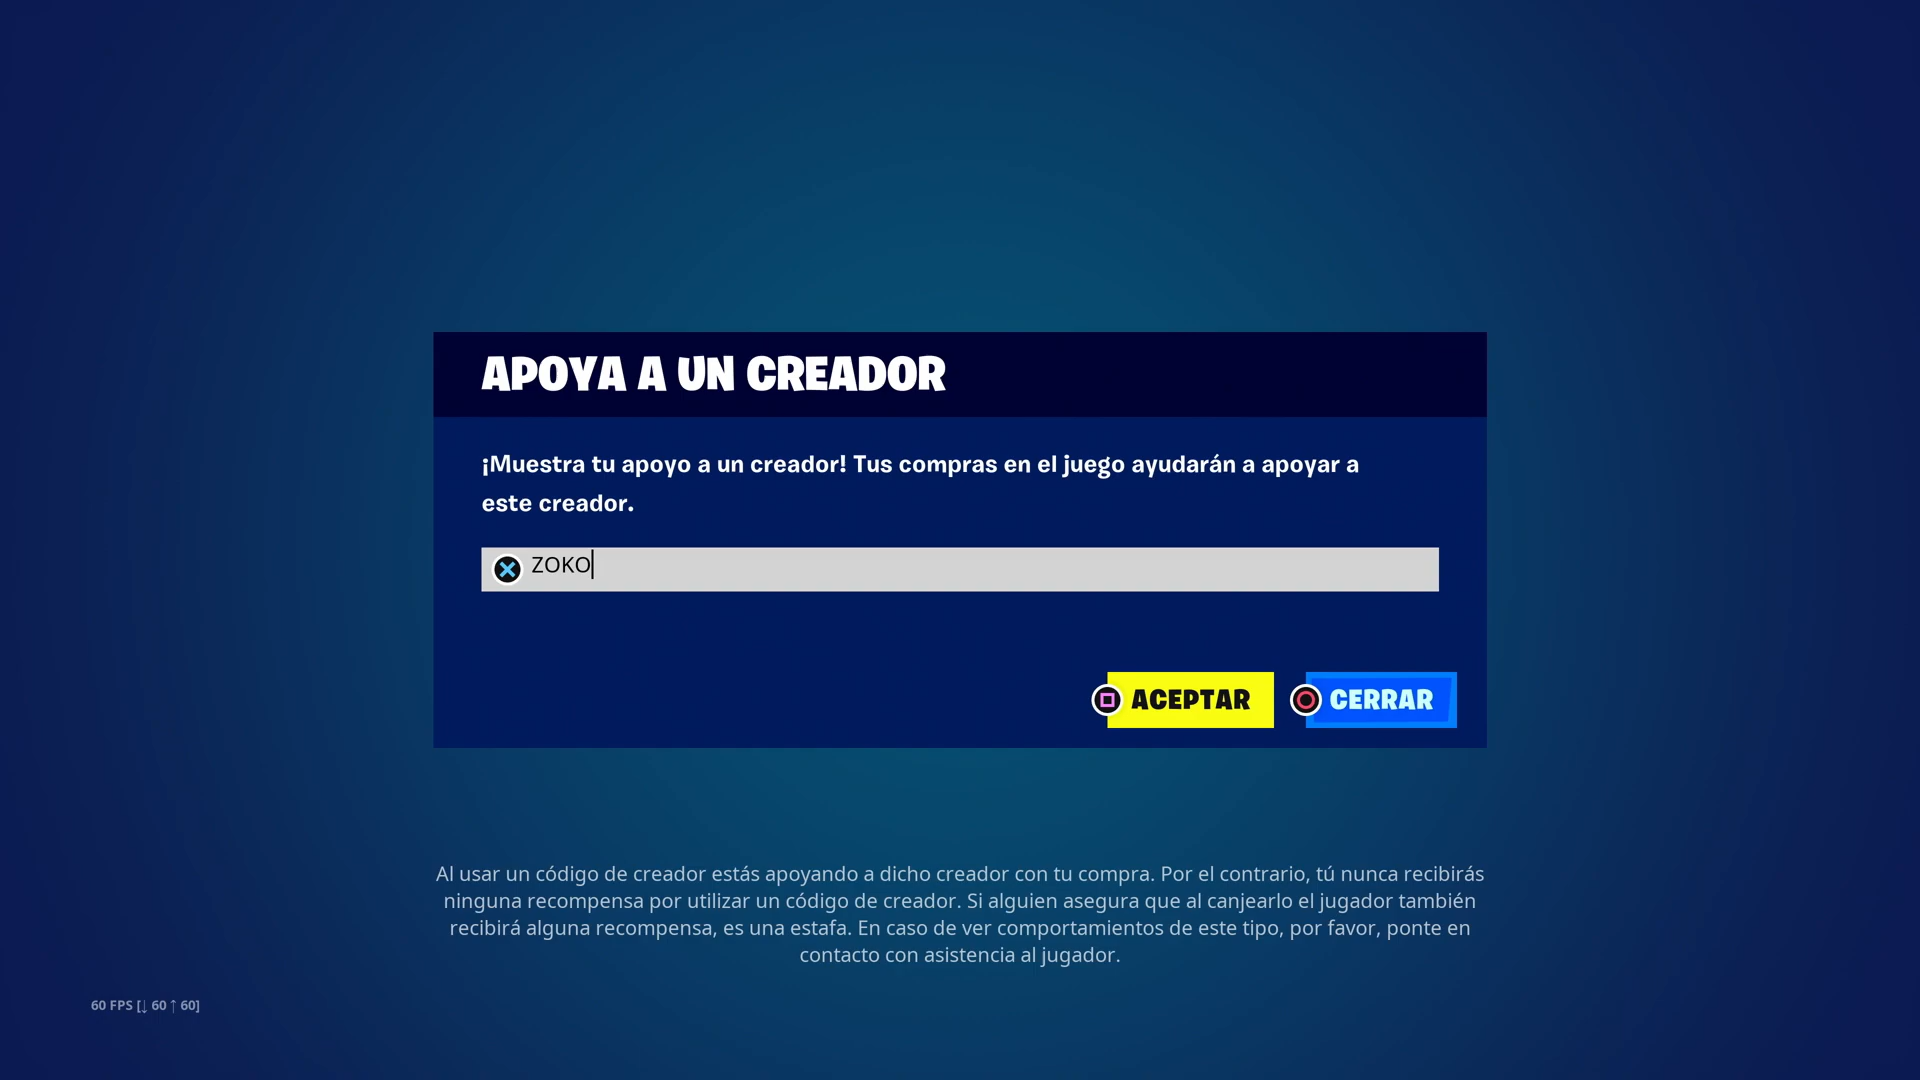 APOYA A UN CREADOR
¡Muestra tu apoyo a un creador! Tus compras en el juego ayudarán a apoyar a
este creador.
ZOKO
ACEPTAR
CERRAR
Al usar un código de creador estás apoyando a dicho creador con tu compra. Por el contrario, tú nunca recibirás
ninguna recompensa por utilizar un código de creador. Si alguien asegura que al canjearlo el jugador también
recibirá alguna recompensa, es una estafa. En caso de ver comportamientos de este tipo, por favor, ponte en
contacto con asistencia al jugador.
60 FPS [↓ 60 ↑ 60]